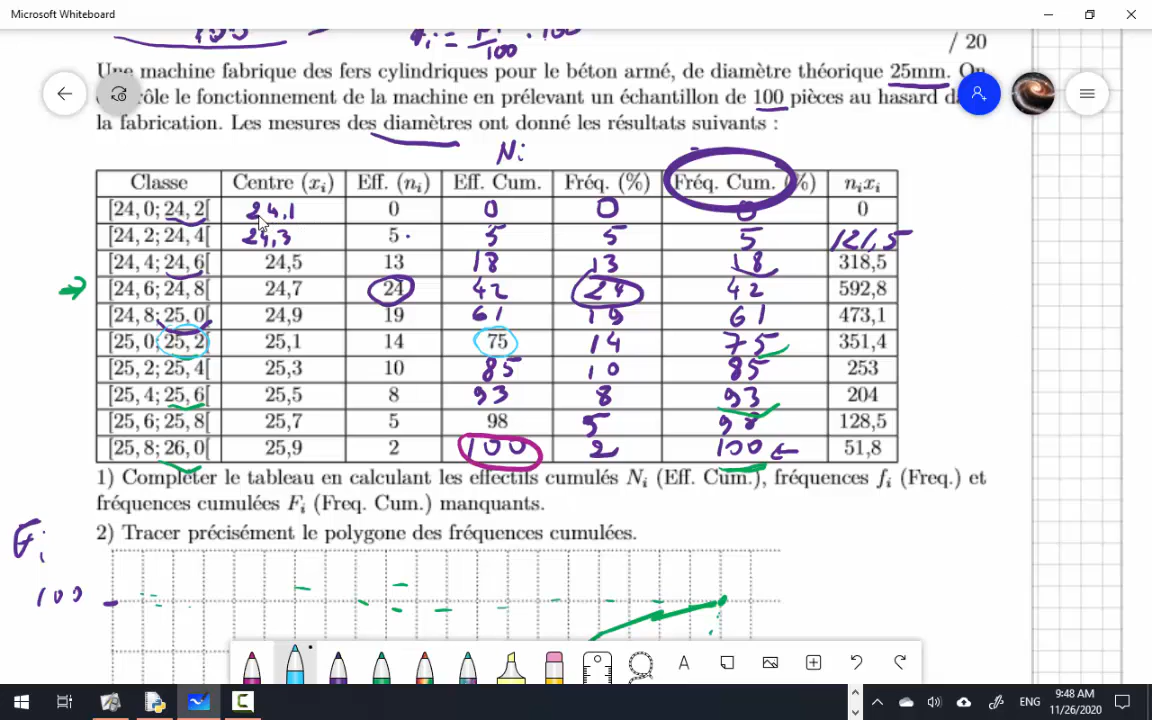 Microsoft Whiteboard
100
100 . 100
/ 20
Une machine fabrique des fers cylindriques pour le béton armé, de diamètre théorique 25mm. On
rôle le fonctionnement de la machine en prélevant un échantillon de 100 pièces au hasard
la fabrication. Les mesures des diamètres ont donné les résultats suivants :
Ni
Classe Centre (xi) Eff. (ni) Eff. Cum. Fréq. (%) Fréq. Cum. (%) nixi
[24, 0; 24, 2[ 24,1 0 0 0 0 0
[24, 2; 24, 4[ 24,3 5 5 5 5 121,5
[24, 4; 24, 6[ 24,5 13 18 13 18 318,5
[24, 6; 24, 8[ 24,7 24 42 24 42 592,8
[24, 8; 25, 0[ 24,9 19 61 19 61 473,1
[25, 0; 25, 2[ 25,1 14 75 14 75 351,4
[25, 2; 25, 4[ 25,3 10 85 10 85 253
[25, 4; 25, 6[ 25,5 8 93 8 93 204
[25, 6; 25, 8[ 25,7 5 98 5 98 128,5
[25, 8; 26, 0[ 25,9 2 100 2 100 51,8
1) Completer le tableau en calculant les effectifs cumulés Ni (Eff. Cum.), fréquences fi (Freq.) et
fréquences cumulées Fi (Freq. Cum.) manquants.
2) Tracer précisément le polygone des fréquences cumulées.
Fi
100
A
ENG
9:48 AM
11/26/2020